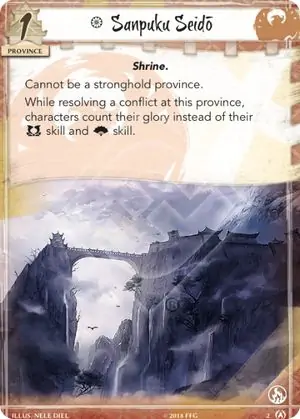 1
Sanpuku Seidō
PROVINCE
Shrine.
Cannot be a stronghold province.
While resolving a conflict at this province,
characters count their glory instead of their
skill and skill.
ILLUS. NELE DIEL
© 2018 FFG
2